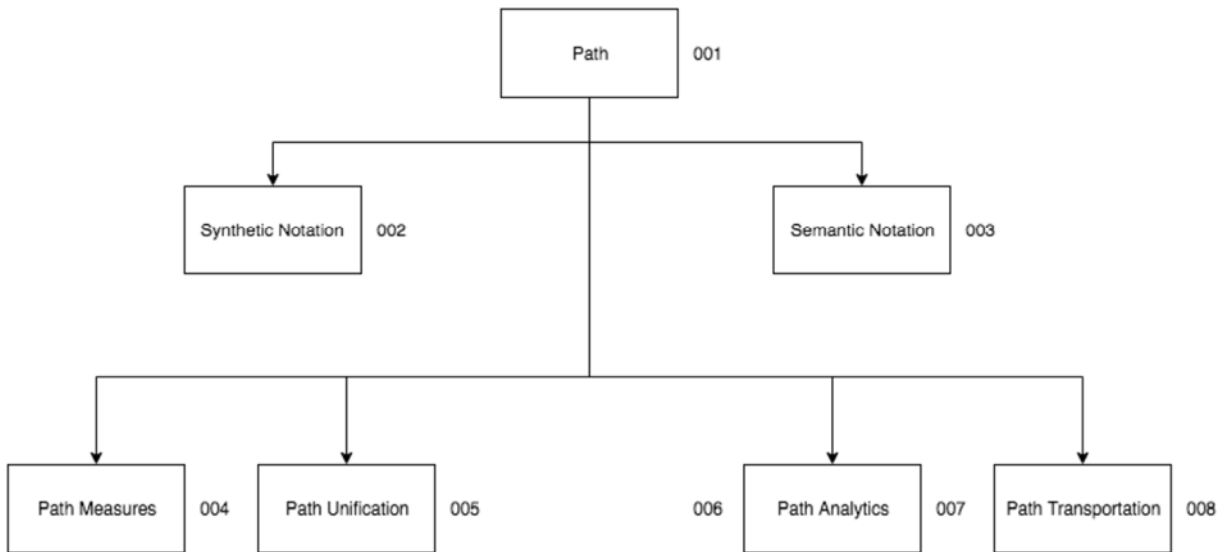 Path 001
Synthetic Notation 002 Semantic Notation 003
Path Measures 004 Path Unification 005 006 Path Analytics 007 Path Transportation 008